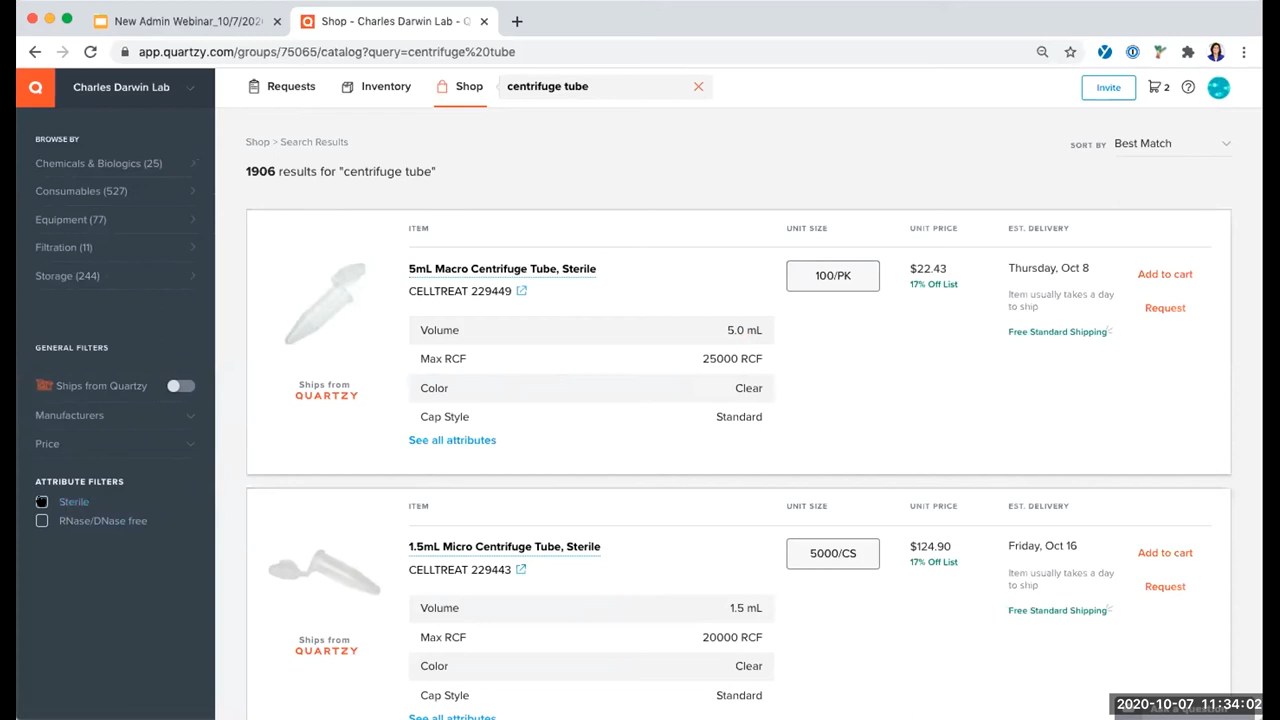 New Admin Webinar_10/7/202
Shop - Charles Darwin Lab - Q
app.quartzy.com/groups/75065/catalog?query=centrifuge%20tube
Q
Charles Darwin Lab
Requests
Inventory
Shop
centrifuge tube
Invite
2
BROWSE BY
Chemicals & Biologics (25)
Consumables (527)
Equipment (77)
Filtration (11)
Storage (244)
GENERAL FILTERS
Ships from Quartzy
Manufacturers
Price
ATTRIBUTE FILTERS
Sterile
RNase/DNase free
Shop > Search Results
SORT BY Best Match
1906 results for "centrifuge tube"
ITEM UNIT SIZE UNIT PRICE EST. DELIVERY
5mL Macro Centrifuge Tube, Sterile
CELLTREAT 229449
100/PK
$22.43
17% Off List
Thursday, Oct 8
Item usually takes a day
to ship
Free Standard Shipping
Add to cart
Request
Volume 5.0 mL
Max RCF 25000 RCF
Color Clear
Cap Style Standard
See all attributes
Ships from
QUARTZY
ITEM UNIT SIZE UNIT PRICE EST. DELIVERY
1.5mL Micro Centrifuge Tube, Sterile
CELLTREAT 229443
5000/CS
$124.90
17% Off List
Friday, Oct 16
Item usually takes a day
to ship
Free Standard Shipping
Add to cart
Request
Volume 1.5 mL
Max RCF 20000 RCF
Color Clear
Cap Style Standard
See all attributes
Ships from
QUARTZY
2020-10-07 11:34:02